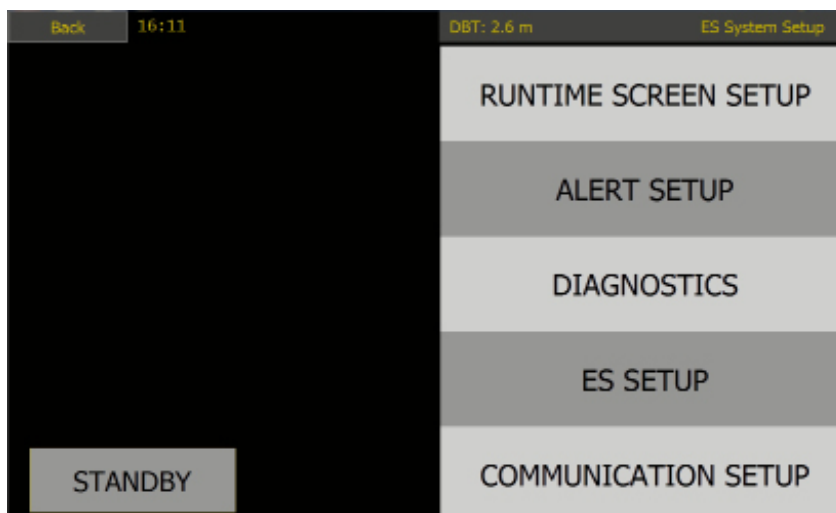 Back 16:11 DBT: 2.6 m ES System Setup
RUNTIME SCREEN SETUP
ALERT SETUP
DIAGNOSTICS
ES SETUP
COMMUNICATION SETUP
STANDBY